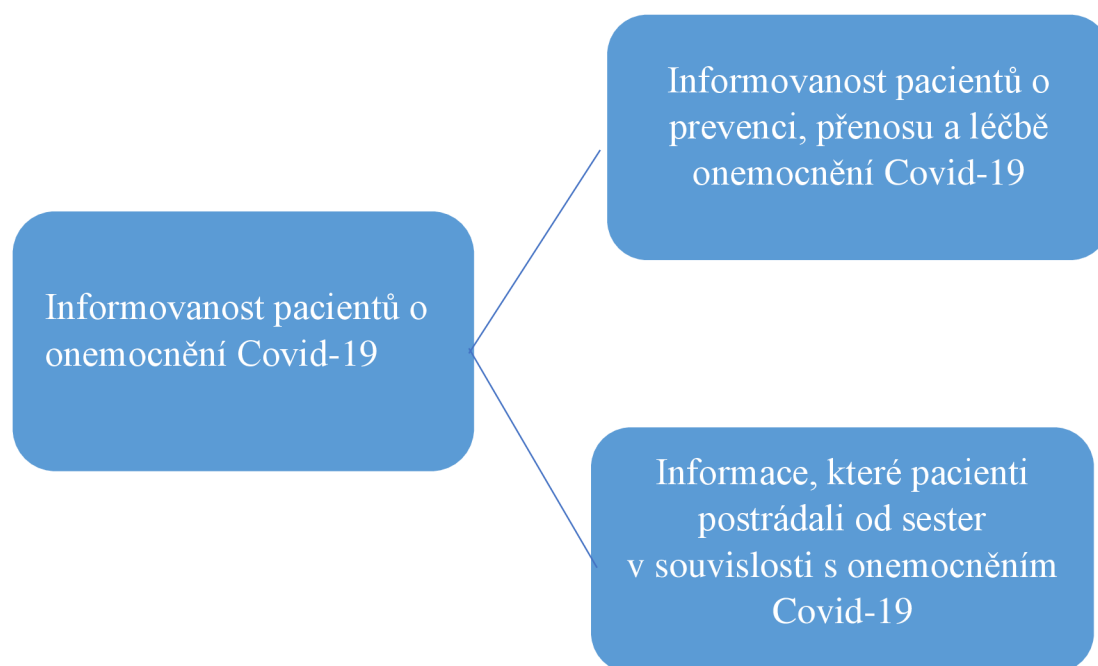 Informovanost pacientů o
onemocnění Covid-19
Informovanost pacientů o
prevenci, přenosu a léčbě
onemocnění Covid-19
Informace, které pacienti
postrádali od sester
v souvislosti s onemocněním
Covid-19